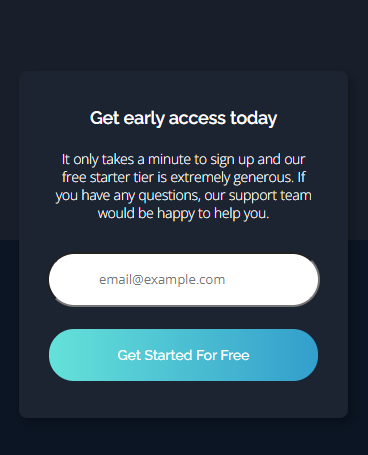 Get early access today
It only takes a minute to sign up and our
free starter tier is extremely generous. If
you have any questions, our support team
would be happy to help you.
email@example.com
Get Started For Free